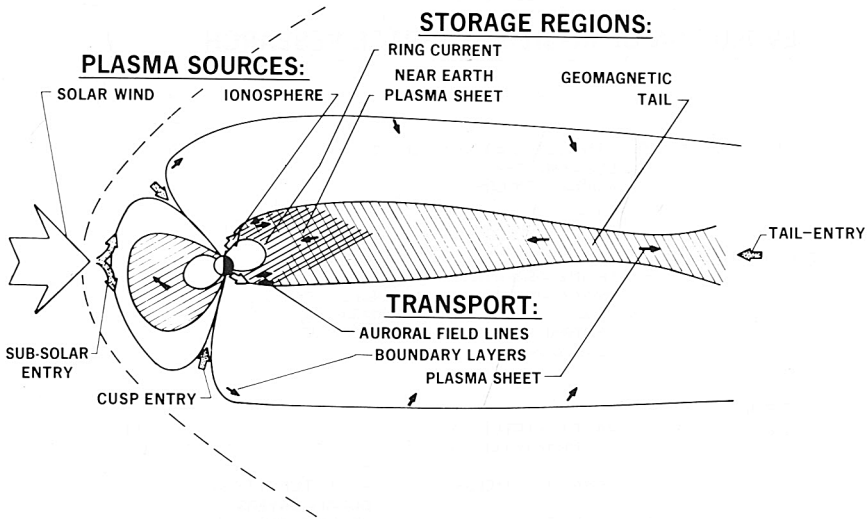 STORAGE REGIONS:
RING CURRENT
NEAR EARTH
PLASMA SHEET
GEOMAGNETIC
TAIL
PLASMA SOURCES:
SOLAR WIND
IONOSPHERE
TAIL-ENTRY
TRANSPORT:
AURORAL FIELD LINES
BOUNDARY LAYERS
PLASMA SHEET
SUB-SOLAR
ENTRY
CUSP ENTRY